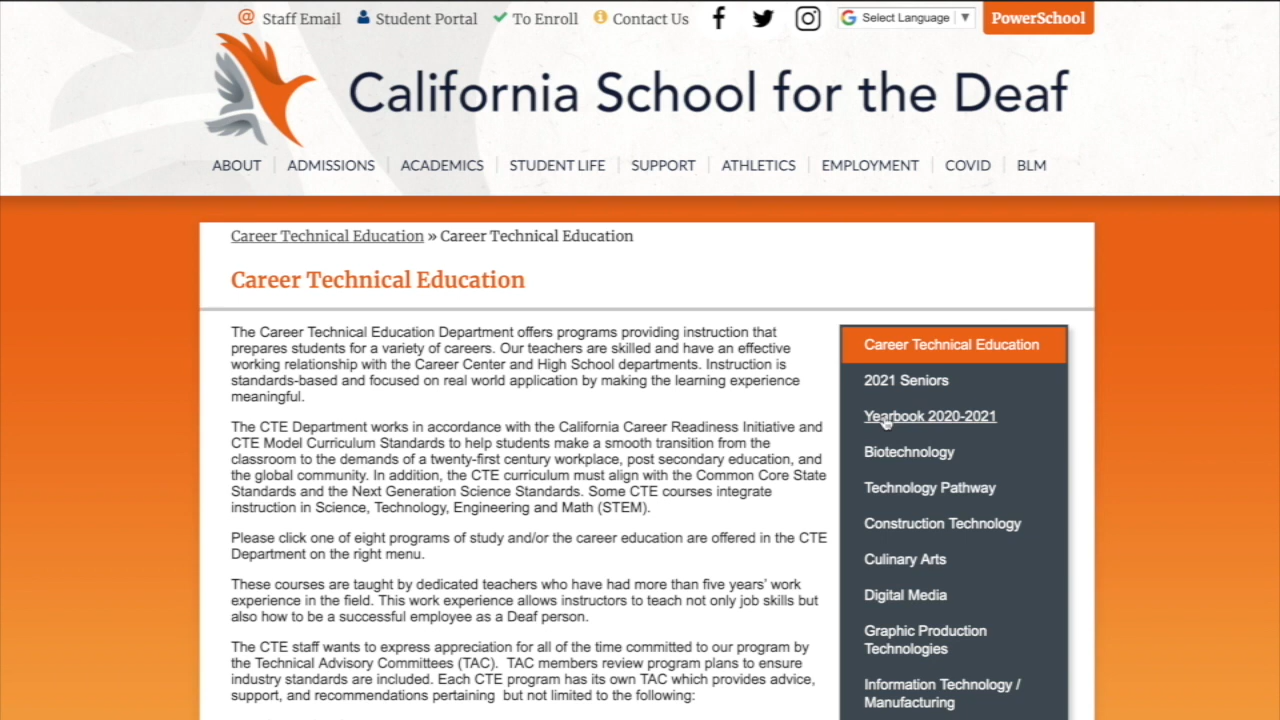 Staff Email Student Portal To Enroll Contact Us Select Language ▼ PowerSchool
California School for the Deaf
ABOUT ADMISSIONS ACADEMICS STUDENT LIFE SUPPORT ATHLETICS EMPLOYMENT COVID BLM
Career Technical Education » Career Technical Education
Career Technical Education
The Career Technical Education Department offers programs providing instruction that
prepares students for a variety of careers. Our teachers are skilled and have an effective
working relationship with the Career Center and High School departments. Instruction is
standards-based and focused on real world application by making the learning experience
meaningful.
The CTE Department works in accordance with the California Career Readiness Initiative and
CTE Model Curriculum Standards to help students make a smooth transition from the
classroom to the demands of a twenty-first century workplace, post secondary education, and
the global community. In addition, the CTE curriculum must align with the Common Core State
Standards and the Next Generation Science Standards. Some CTE courses integrate
instruction in Science, Technology, Engineering and Math (STEM).
Please click one of eight programs of study and/or the career education are offered in the CTE
Department on the right menu.
These courses are taught by dedicated teachers who have had more than five years' work
experience in the field. This work experience allows instructors to teach not only job skills but
also how to be a successful employee as a Deaf person.
The CTE staff wants to express appreciation for all of the time committed to our program by
the Technical Advisory Committees (TAC). TAC members review program plans to ensure
industry standards are included. Each CTE program has its own TAC which provides advice,
support, and recommendations pertaining but not limited to the following:
Career Technical Education
2021 Seniors
Yearbook 2020-2021
Biotechnology
Technology Pathway
Construction Technology
Culinary Arts
Digital Media
Graphic Production
Technologies
Information Technology /
Manufacturing